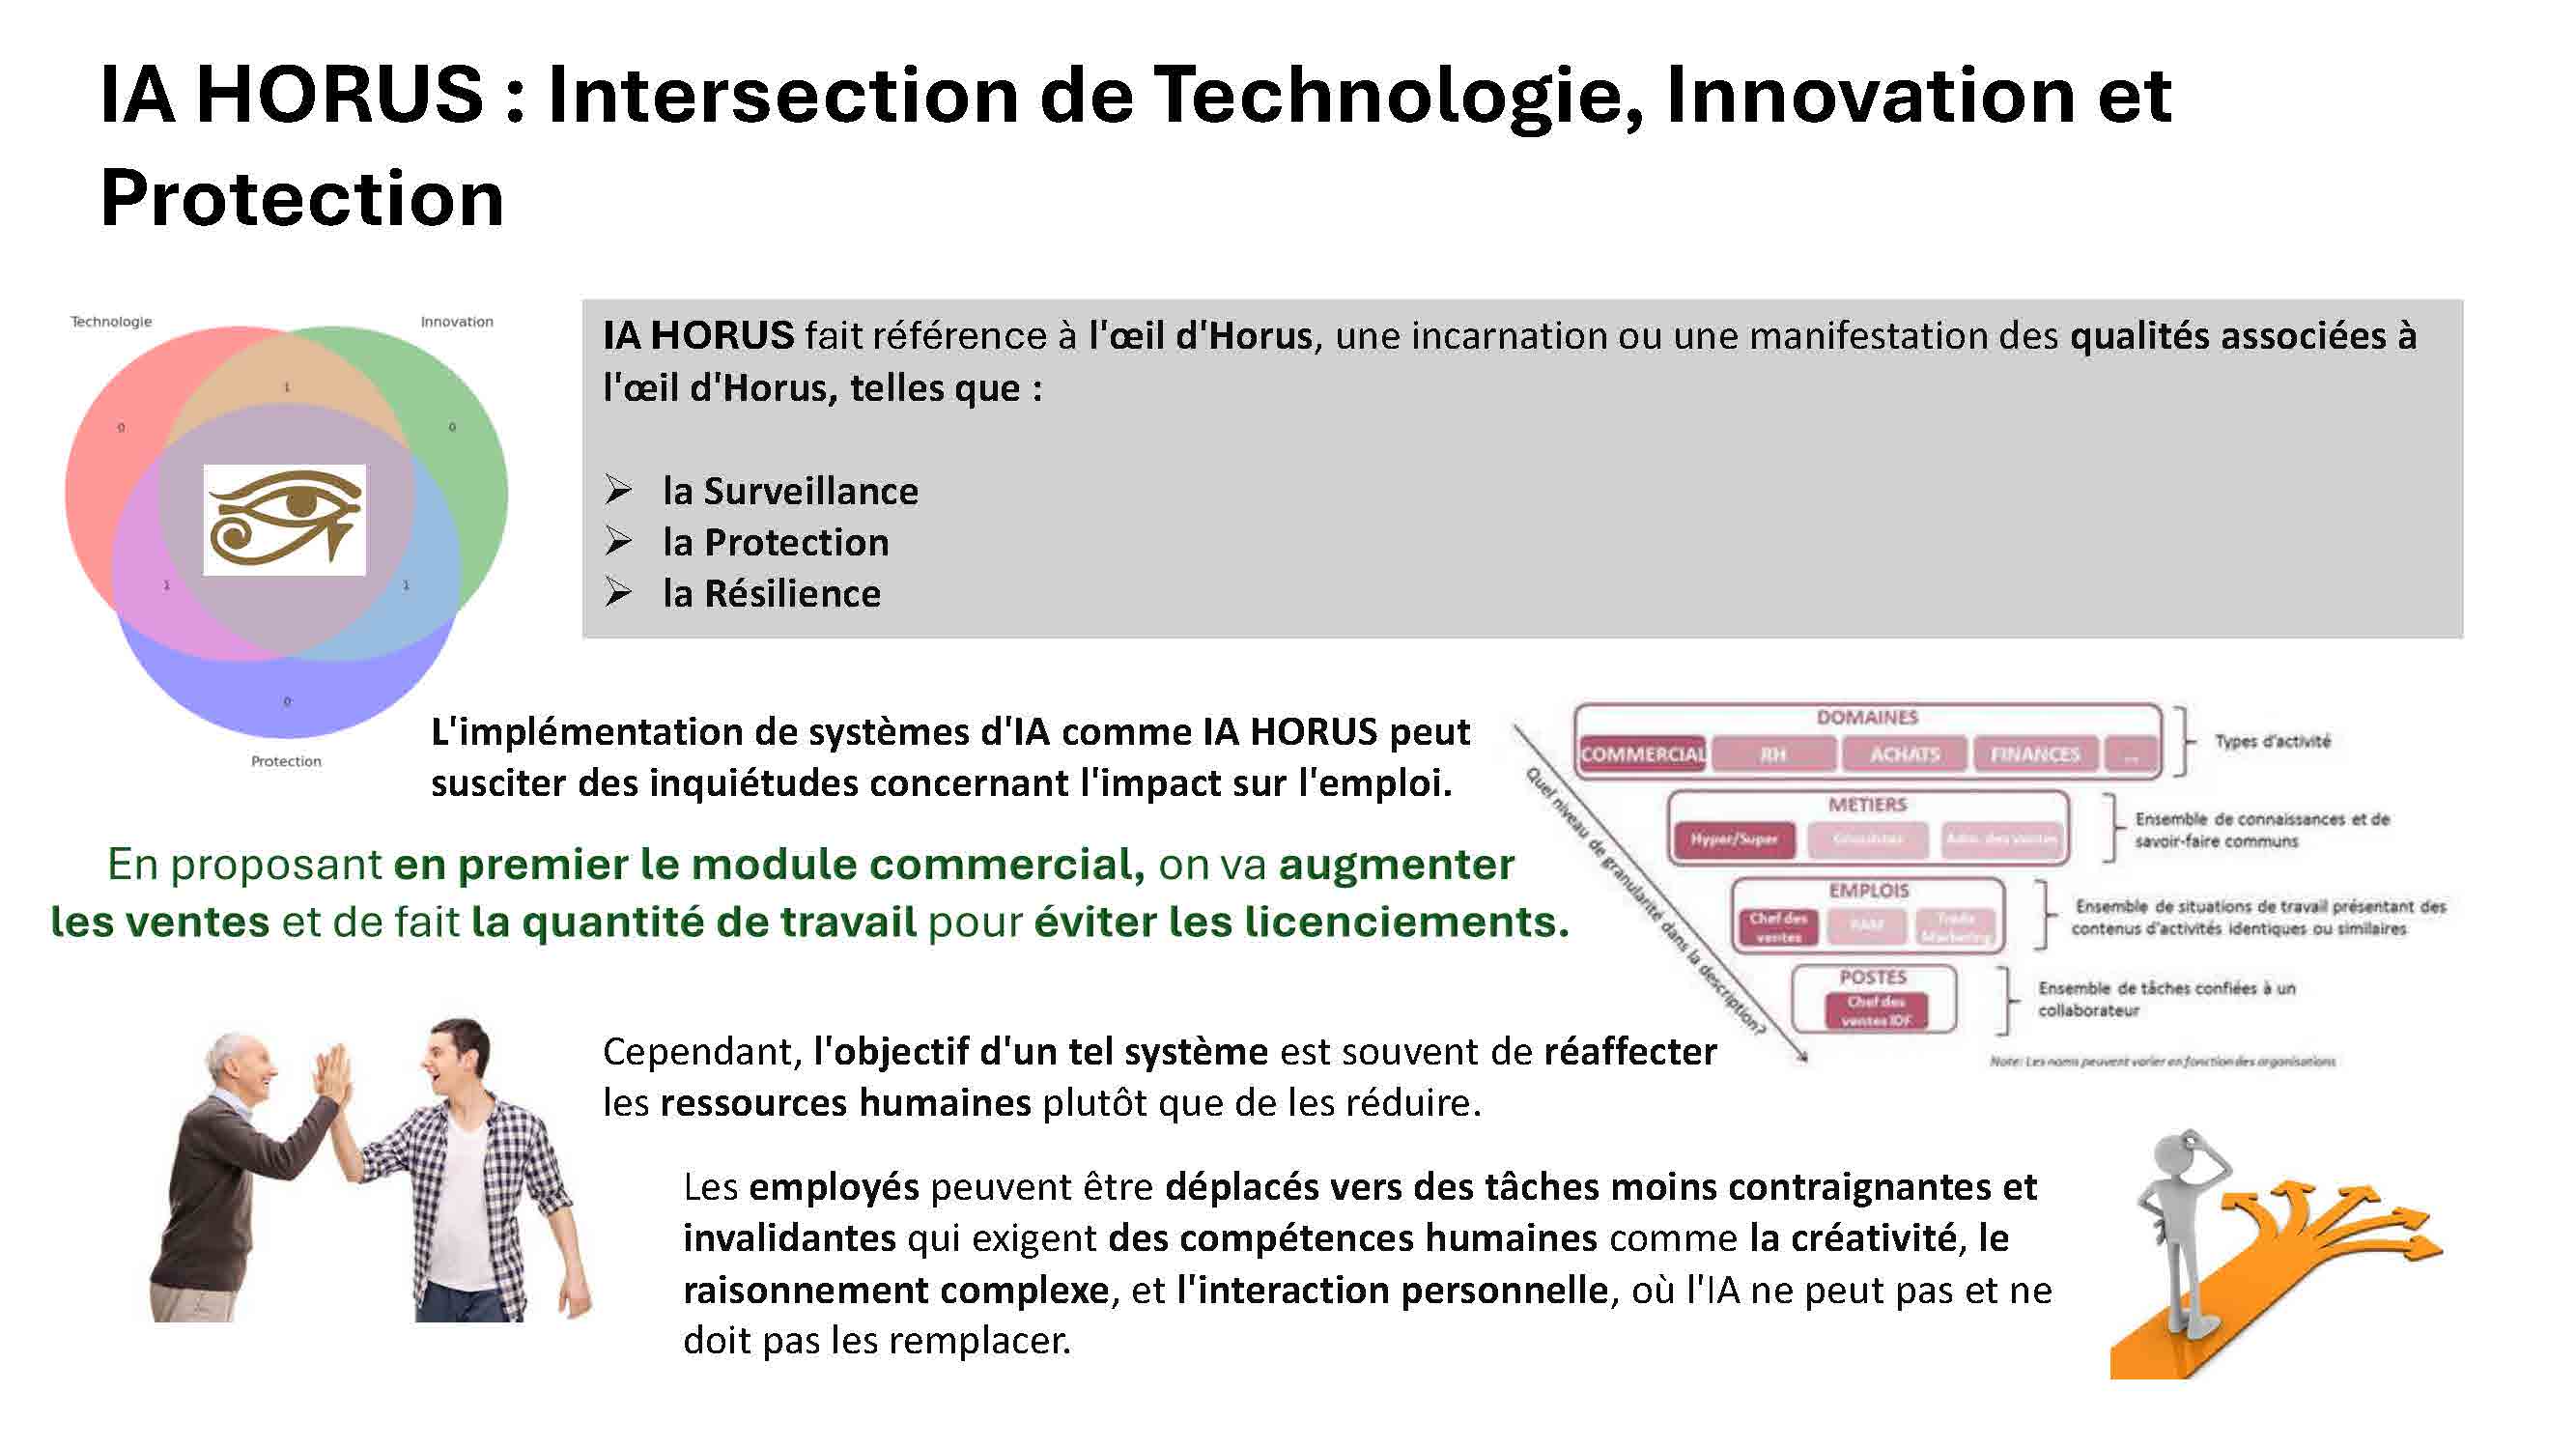 IA HORUS : Intersection de Technologie, Innovation et
Protection
Technologie
Innovation
1
0
0
1
1
0
Protection
IA HORUS fait référence à l'œil d'Horus, une incarnation ou une manifestation des qualités associées à
l'œil d'Horus, telles que :
➢ la Surveillance
➢ la Protection
➢ la Résilience
L'implémentation de systèmes d'IA comme IA HORUS peut
susciter des inquiétudes concernant l'impact sur l'emploi.
En proposant en premier le module commercial, on va augmenter
les ventes et de fait la quantité de travail pour éviter les licenciements.
Quel niveau de granularité dans la description?
DOMAINES
COMMERCIAL RH ACHATS FINANCES ...
Types d'activité
METIERS
Hyper/Super
Ensemble de connaissances et de
savoir-faire communs
EMPLOIS
Chef des
ventes
Trade
Marketing
Ensemble de situations de travail présentant des
contenus d'activités identiques ou similaires
POSTES
Chef des
ventes IDF
Ensemble de tâches confiées à un
collaborateur
Note: Les noms peuvent varier en fonction des organisations
Cependant, l'objectif d'un tel système est souvent de réaffecter
les ressources humaines plutôt que de les réduire.
Les employés peuvent être déplacés vers des tâches moins contraignantes et
invalidantes qui exigent des compétences humaines comme la créativité, le
raisonnement complexe, et l'interaction personnelle, où l'IA ne peut pas et ne
doit pas les remplacer.